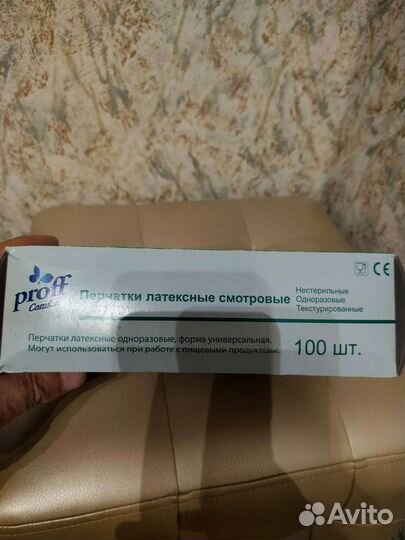 proff
Comfort
Перчатки латексные смотровые
Нестерильные
Одноразовые
Текстурированные
CE
Перчатки латексные одноразовые, форма универсальная.
Могут использоваться при работе с пищевыми продуктами.
100 шт.
Avito